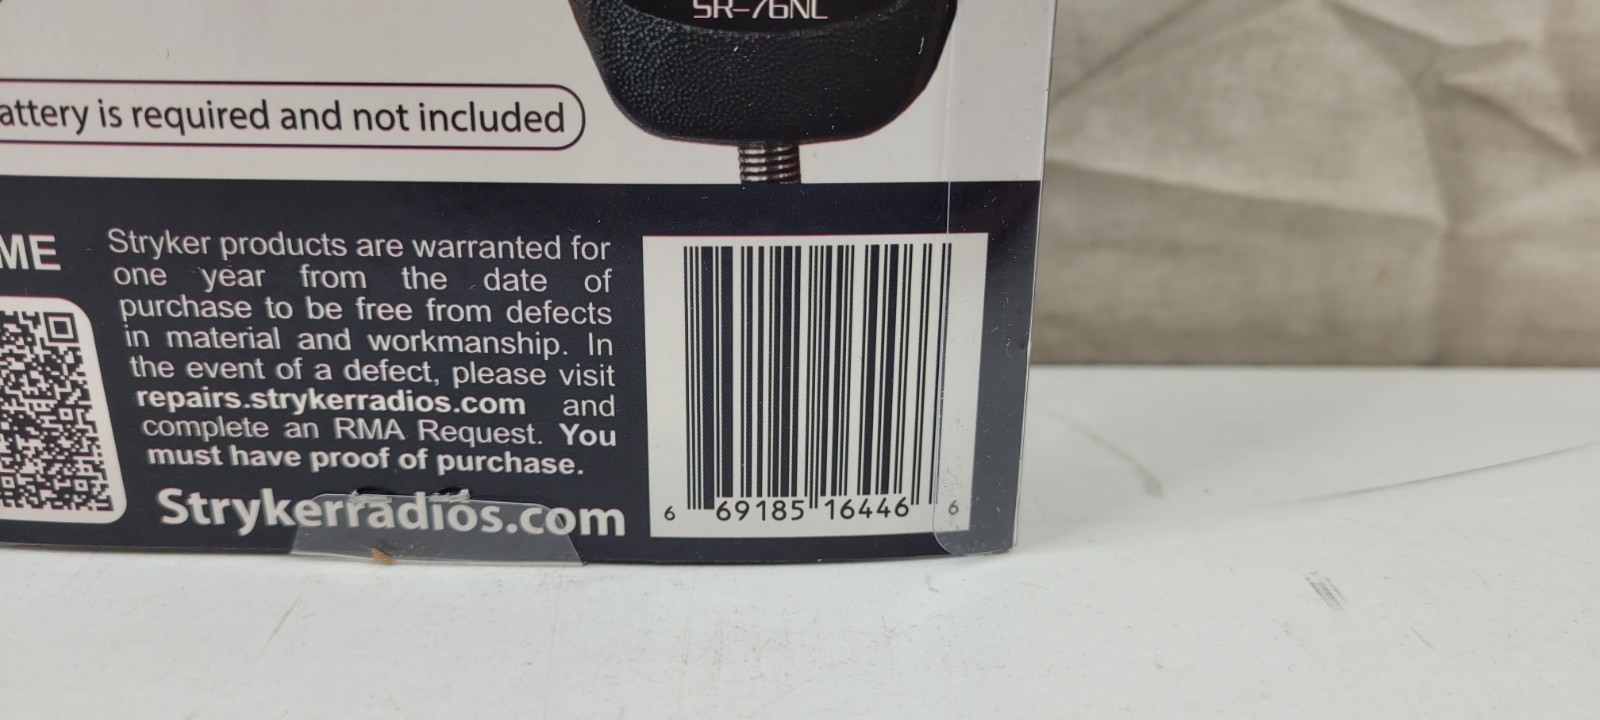 SR-76NL
attery is required and not included
ME
Stryker products are warranted for
one year from the date of
purchase to be free from defects
in material and workmanship. In
the event of a defect, please visit
repairs.strykerradios.com and
complete an RMA Request. You
must have proof of purchase.
Strykerradios.com
6 69185 16446 6